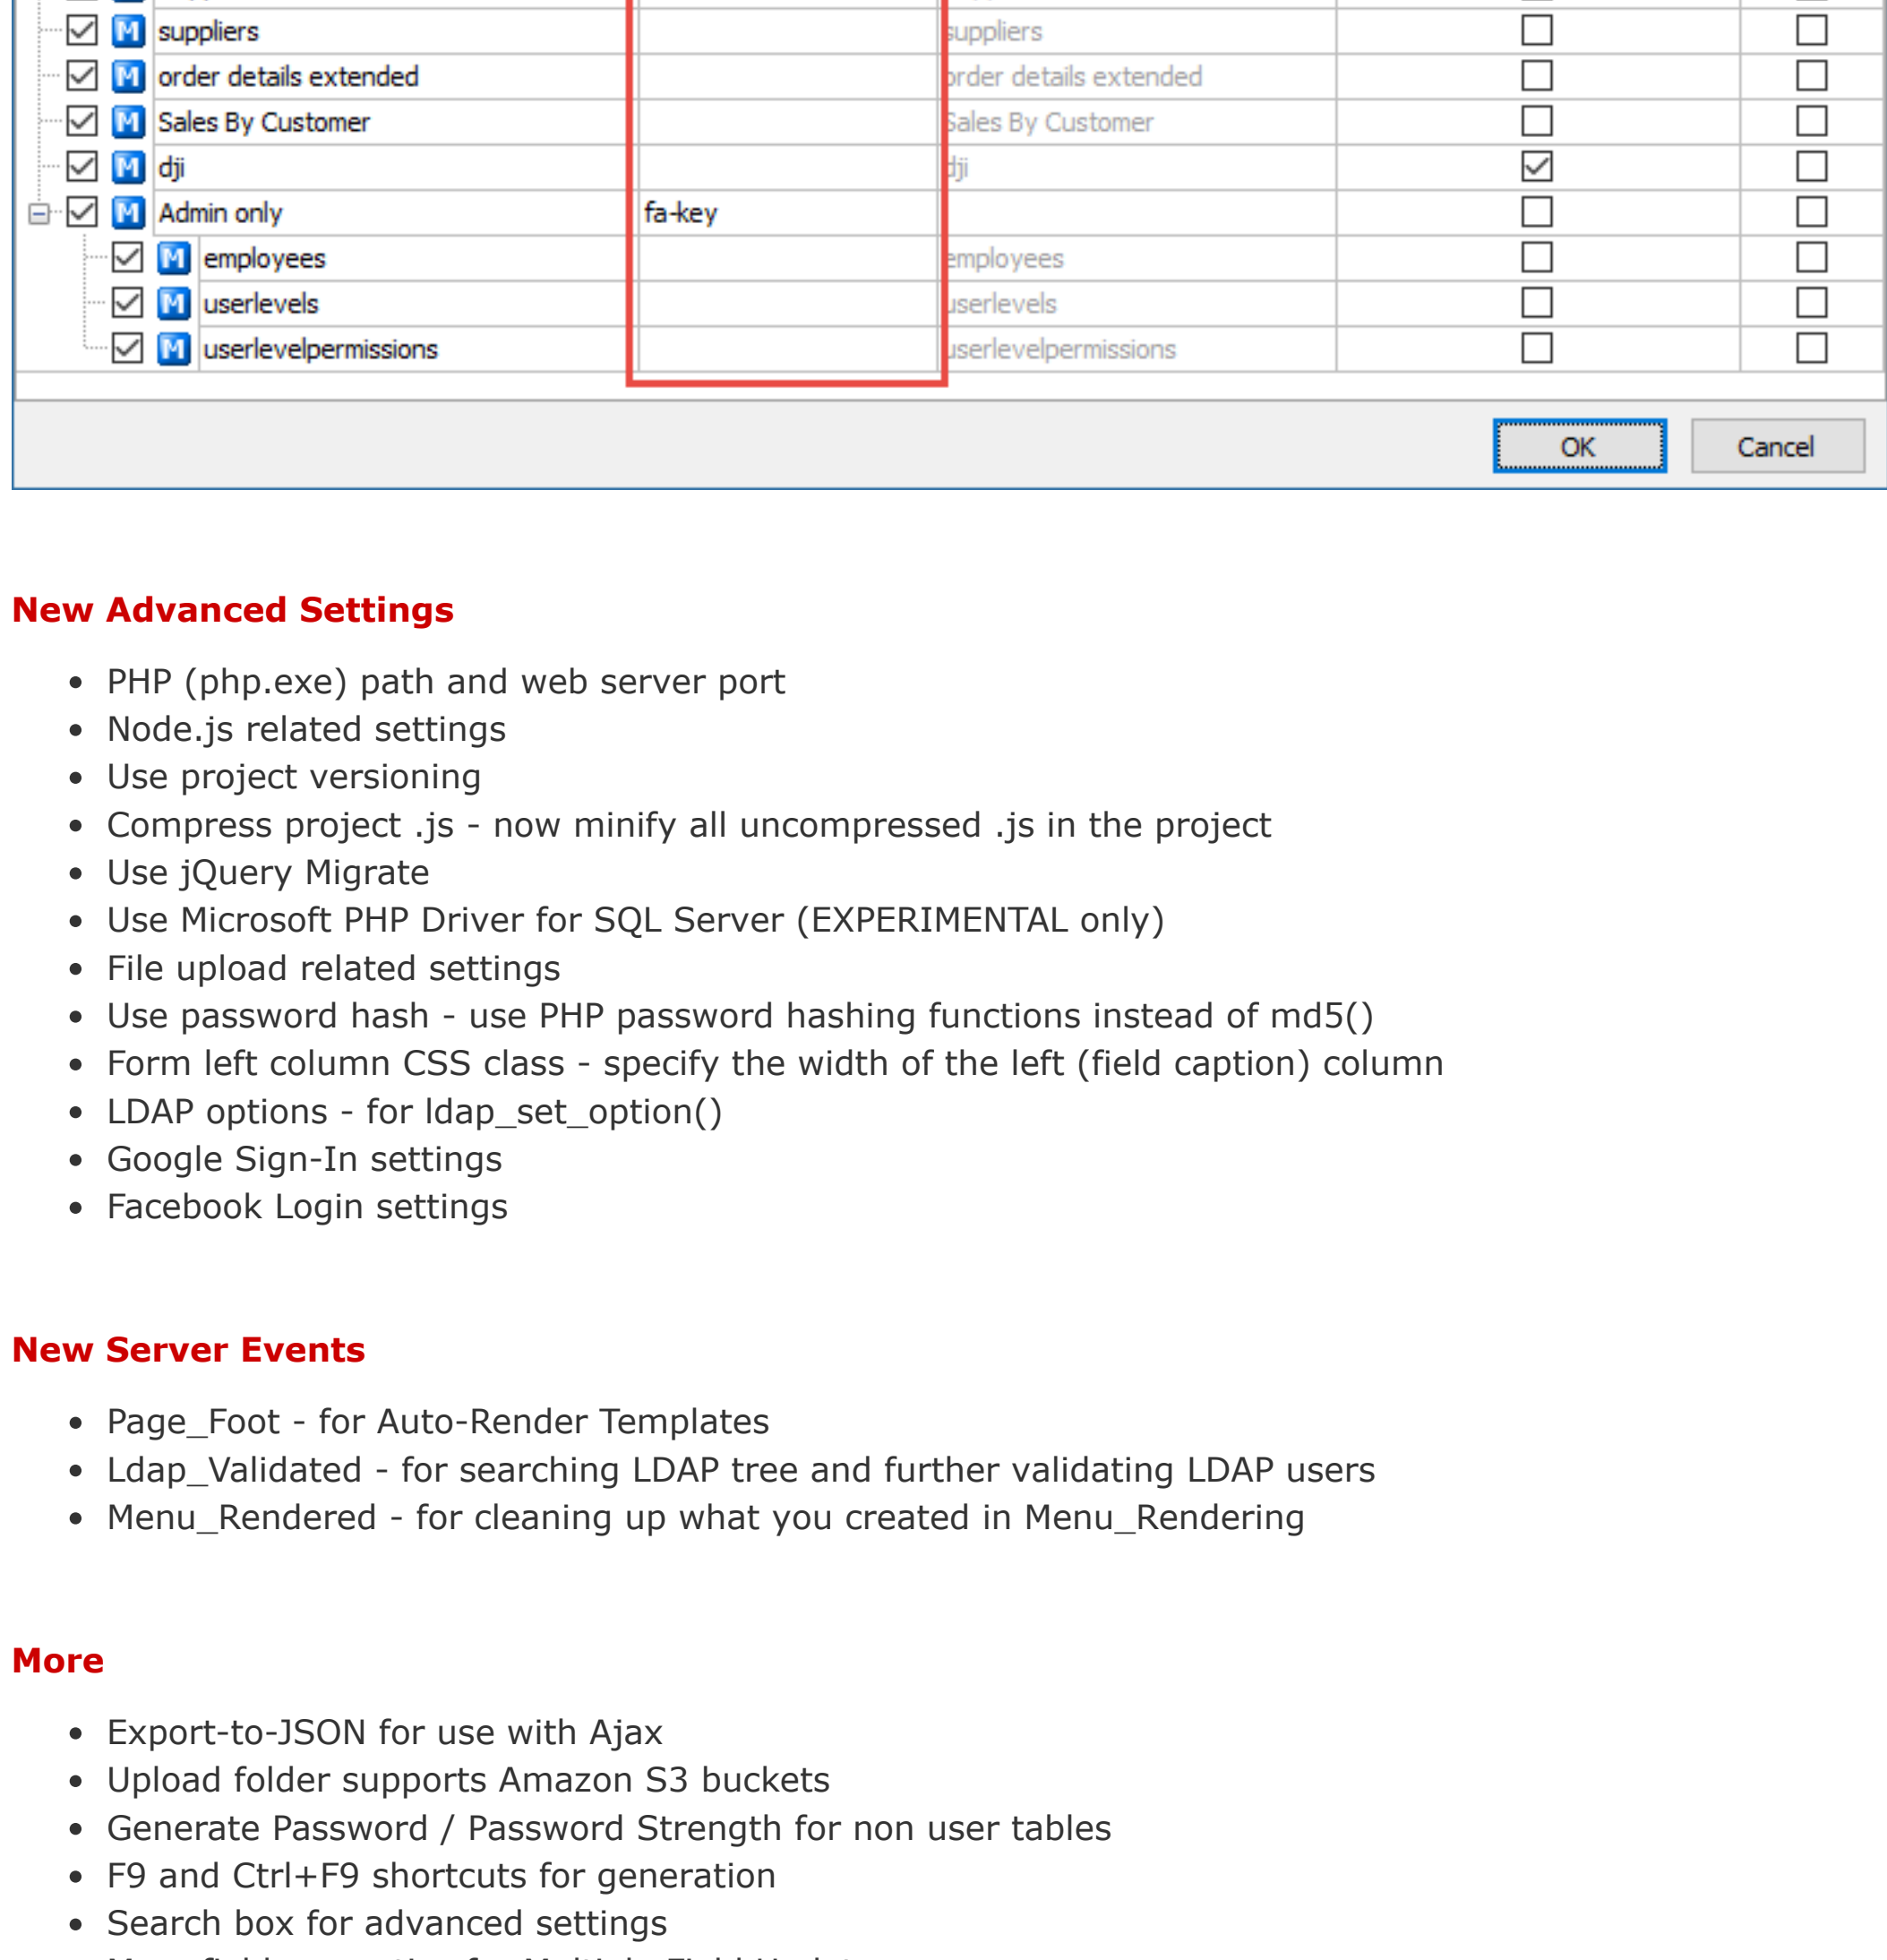 suppliers suppliers
order details extended order details extended
Sales By Customer Sales By Customer
dji dji
Admin only fa-key
employees employees
userlevels userlevels
userlevelpermissions userlevelpermissions
OK Cancel
New Advanced Settings
• PHP (php.exe) path and web server port
• Node.js related settings
• Use project versioning
• Compress project .js - now minify all uncompressed .js in the project
• Use jQuery Migrate
• Use Microsoft PHP Driver for SQL Server (EXPERIMENTAL only)
• File upload related settings
• Use password hash - use PHP password hashing functions instead of md5()
• Form left column CSS class - specify the width of the left (field caption) column
• LDAP options - for ldap_set_option()
• Google Sign-In settings
• Facebook Login settings
New Server Events
• Page_Foot - for Auto-Render Templates
• Ldap_Validated - for searching LDAP tree and further validating LDAP users
• Menu_Rendered - for cleaning up what you created in Menu_Rendering
More
• Export-to-JSON for use with Ajax
• Upload folder supports Amazon S3 buckets
• Generate Password / Password Strength for non user tables
• F9 and Ctrl+F9 shortcuts for generation
• Search box for advanced settings